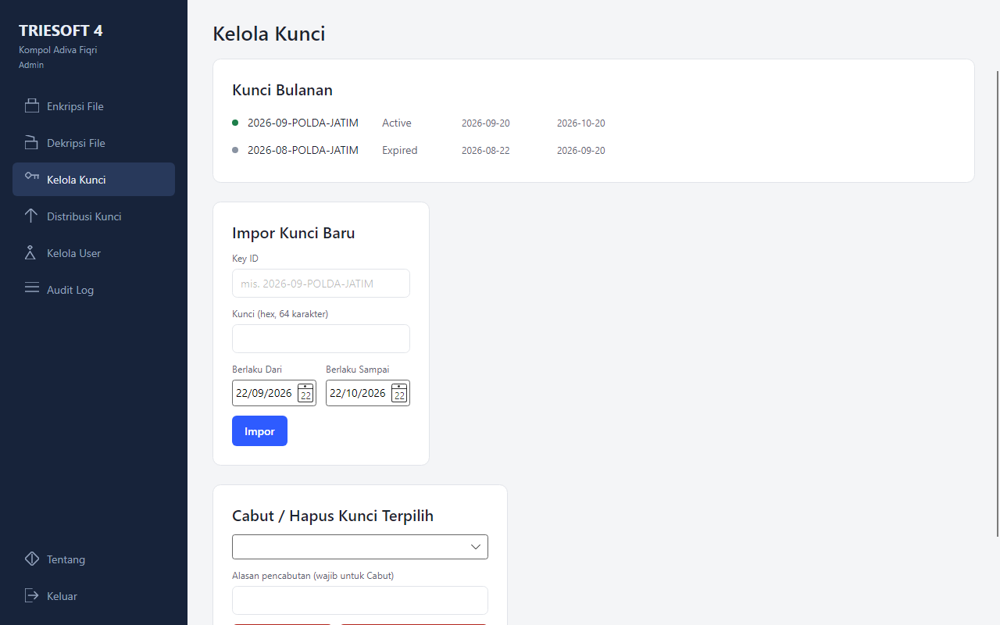 TRIESOFT 4
Kompol Adiva Fiqri
Admin
Enkripsi File
Dekripsi File
Kelola Kunci
Distribusi Kunci
Kelola User
Audit Log
Tentang
Keluar
Kelola Kunci
Kunci Bulanan
2026-09-POLDA-JATIM Active 2026-09-20 2026-10-20
2026-08-POLDA-JATIM Expired 2026-08-22 2026-09-20
Impor Kunci Baru
Key ID
mis. 2026-09-POLDA-JATIM
Kunci (hex, 64 karakter)
Berlaku Dari Berlaku Sampai
22/09/2026 22 22/10/2026 22
Impor
Cabut / Hapus Kunci Terpilih
Alasan pencabutan (wajib untuk Cabut)